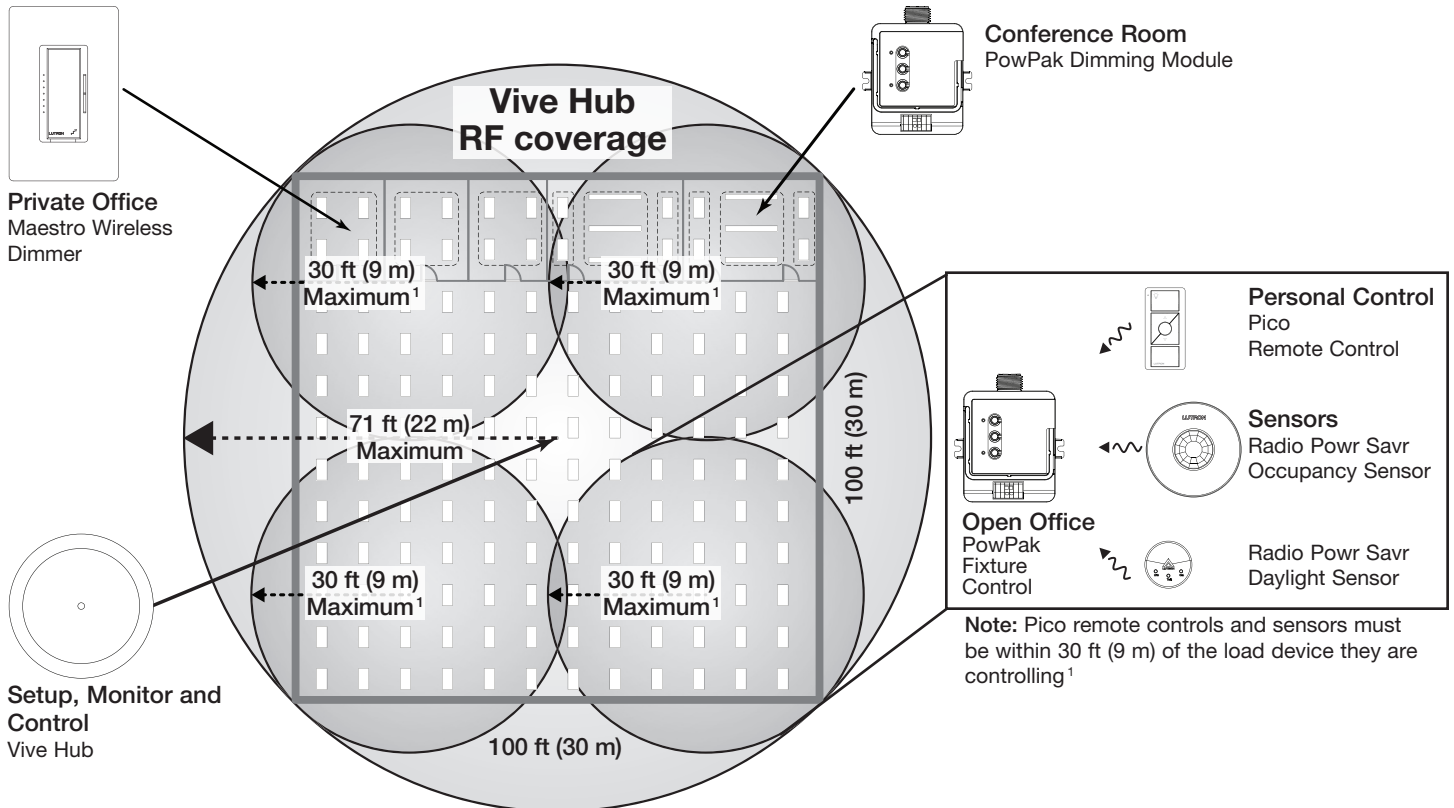 Conference Room
PowPak Dimming Module
Vive Hub
RF coverage
LUTRON
Private Office
Maestro Wireless
Dimmer
30 ft (9 m)
Maximum¹
30 ft (9 m)
Maximum¹
71 ft (22 m)
Maximum
100 ft (30 m)
30 ft (9 m)
Maximum¹
30 ft (9 m)
Maximum¹
100 ft (30 m)
Setup, Monitor and
Control
Vive Hub
Personal Control
Pico
Remote Control
LUTRON
Sensors
Radio Powr Savr
Occupancy Sensor
Open Office
PowPak
Fixture
Control
Radio Powr Savr
Daylight Sensor
Note: Pico remote controls and sensors must
be within 30 ft (9 m) of the load device they are
controlling¹